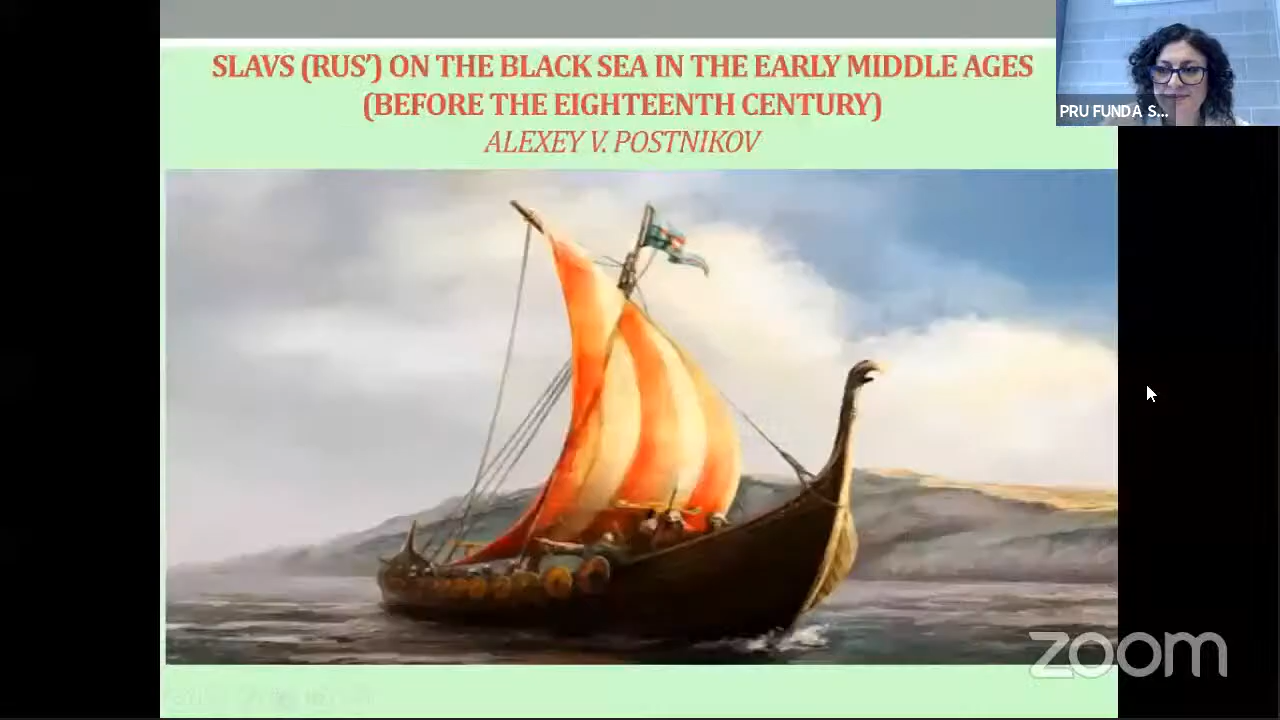 SLAVS (RUS') ON THE BLACK SEA IN THE EARLY MIDDLE AGES
(BEFORE THE EIGHTEENTH CENTURY)
ALEXEY V. POSTNIKOV
PRU FUNDA S...
zoom